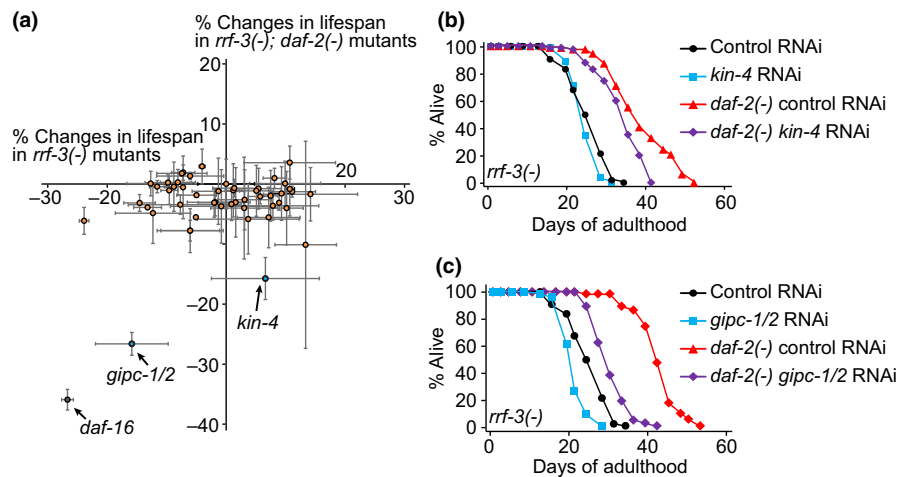 (a)
% Changes in lifespan
in rrf-3(-); daf-2(-) mutants
20
10
% Changes in lifespan
in rrf-3(-) mutants
−30
−20
20
30
−20
−30
−40
kin-4
gipc-1/2
daf-16
(b)
% Alive
100
80
60
40
20
0
rrf-3(-)
0
20
40
60
Days of adulthood
Control RNAi
kin-4 RNAi
daf-2(-) control RNAi
daf-2(-) kin-4 RNAi
(c)
% Alive
100
80
60
40
20
0
rrf-3(-)
0
20
40
60
Days of adulthood
Control RNAi
gipc-1/2 RNAi
daf-2(-) control RNAi
daf-2(-) gipc-1/2 RNAi